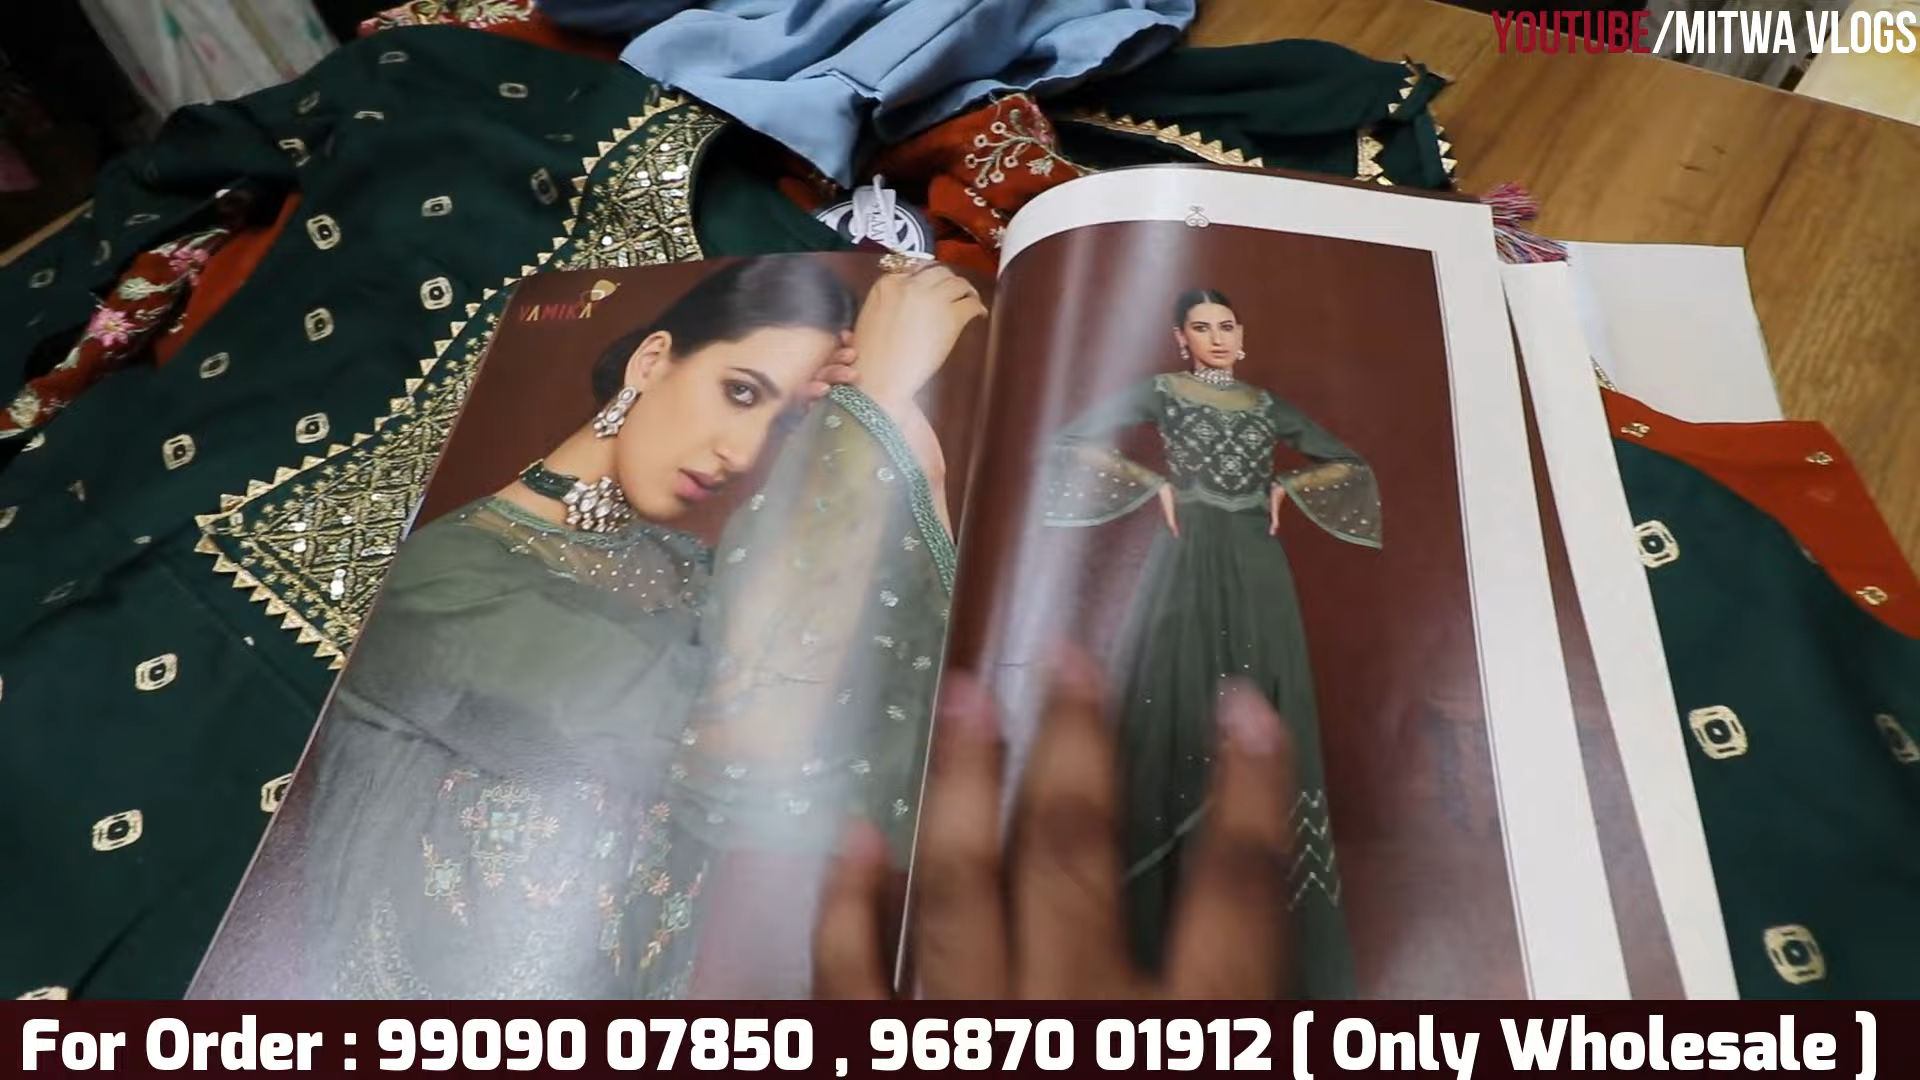 YOUTUBE/MITWA VLOGS
VAMIKA
For Order : 99090 07850 , 96870 01912 ( Only Wholesale )